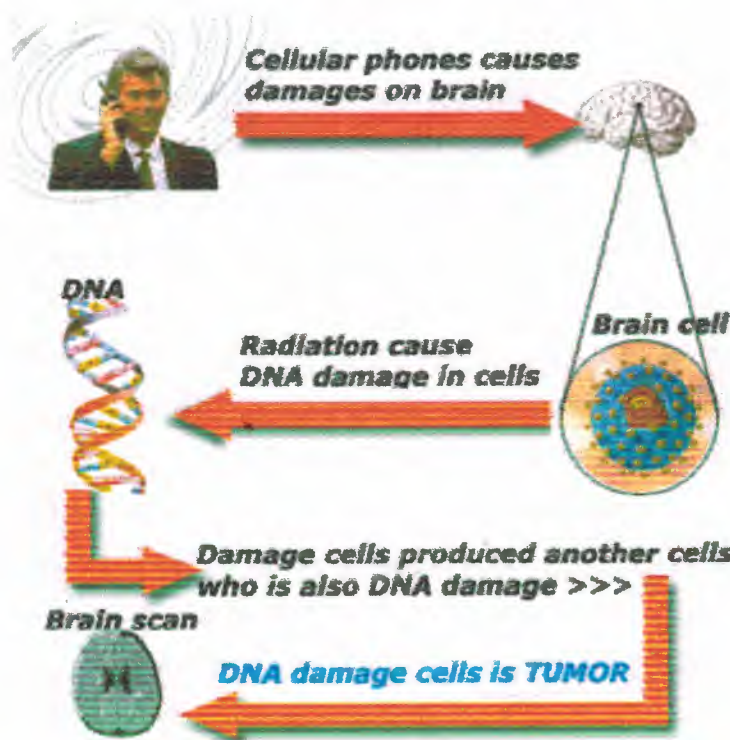 Cellular phones causes
damages on brain
DNA
Brain cell
Radiation cause
DNA damage in cells
Damage cells produced another cells
who is also DNA damage >>>
Brain scan
DNA damage cells is TUMOR